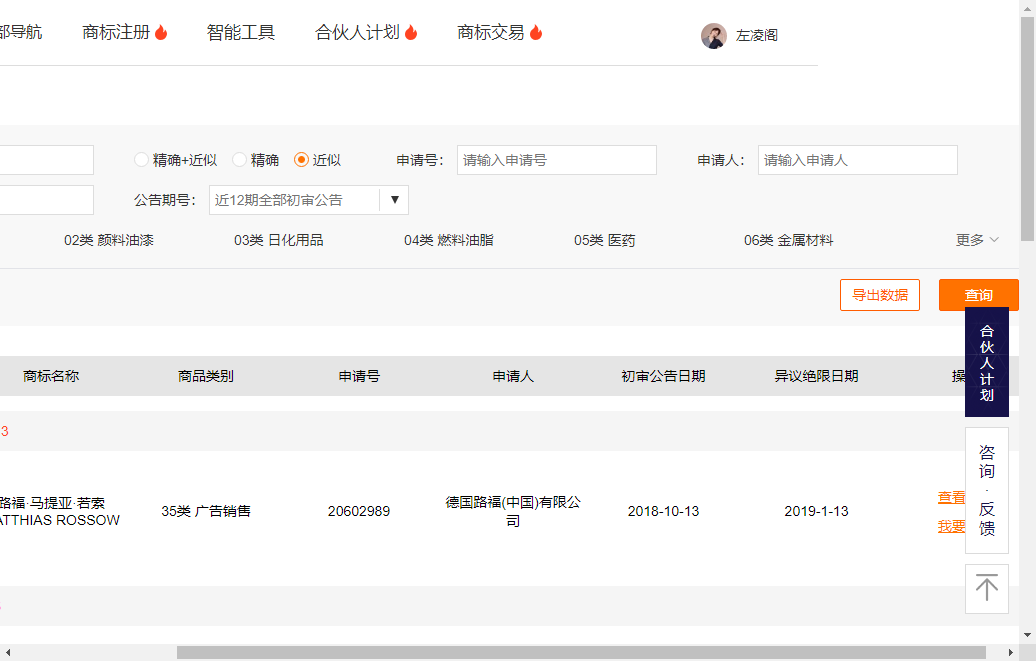 部导航 商标注册 智能工具 合伙人计划 商标交易 左凌阁
精确+近似 精确 近似 申请号： 请输入申请号 申请人： 请输入申请人
公告期号： 近12期全部初审公告 ▼
02类 颜料油漆 03类 日化用品 04类 燃料油脂 05类 医药 06类 金属材料 更多
导出数据 查询
合伙人计划
商标名称 商品类别 申请号 申请人 初审公告日期 异议绝限日期 操
3
咨询·反馈
路福·马提亚·若索
ATTHIAS ROSSOW
35类 广告销售
20602989
德国路福(中国)有限公
司
2018-10-13
2019-1-13
查看
我要